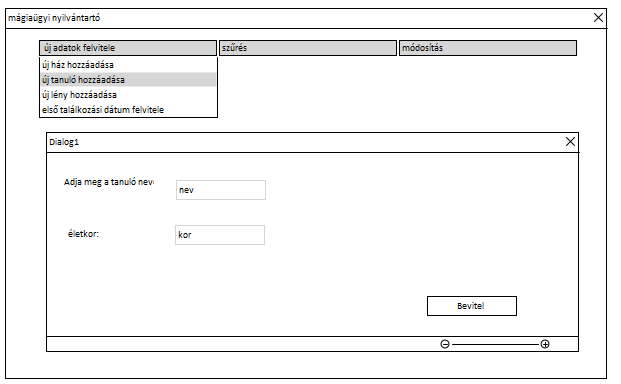 mágiaügyi nyilvántartó
új adatok felvitele szűrés módosítás
új ház hozzáadása
új tanuló hozzáadása
új lény hozzáadása
első találkozási dátum felvitele
Dialog1
Adja meg a tanuló nev
nev
életkor:
kor
Bevitel